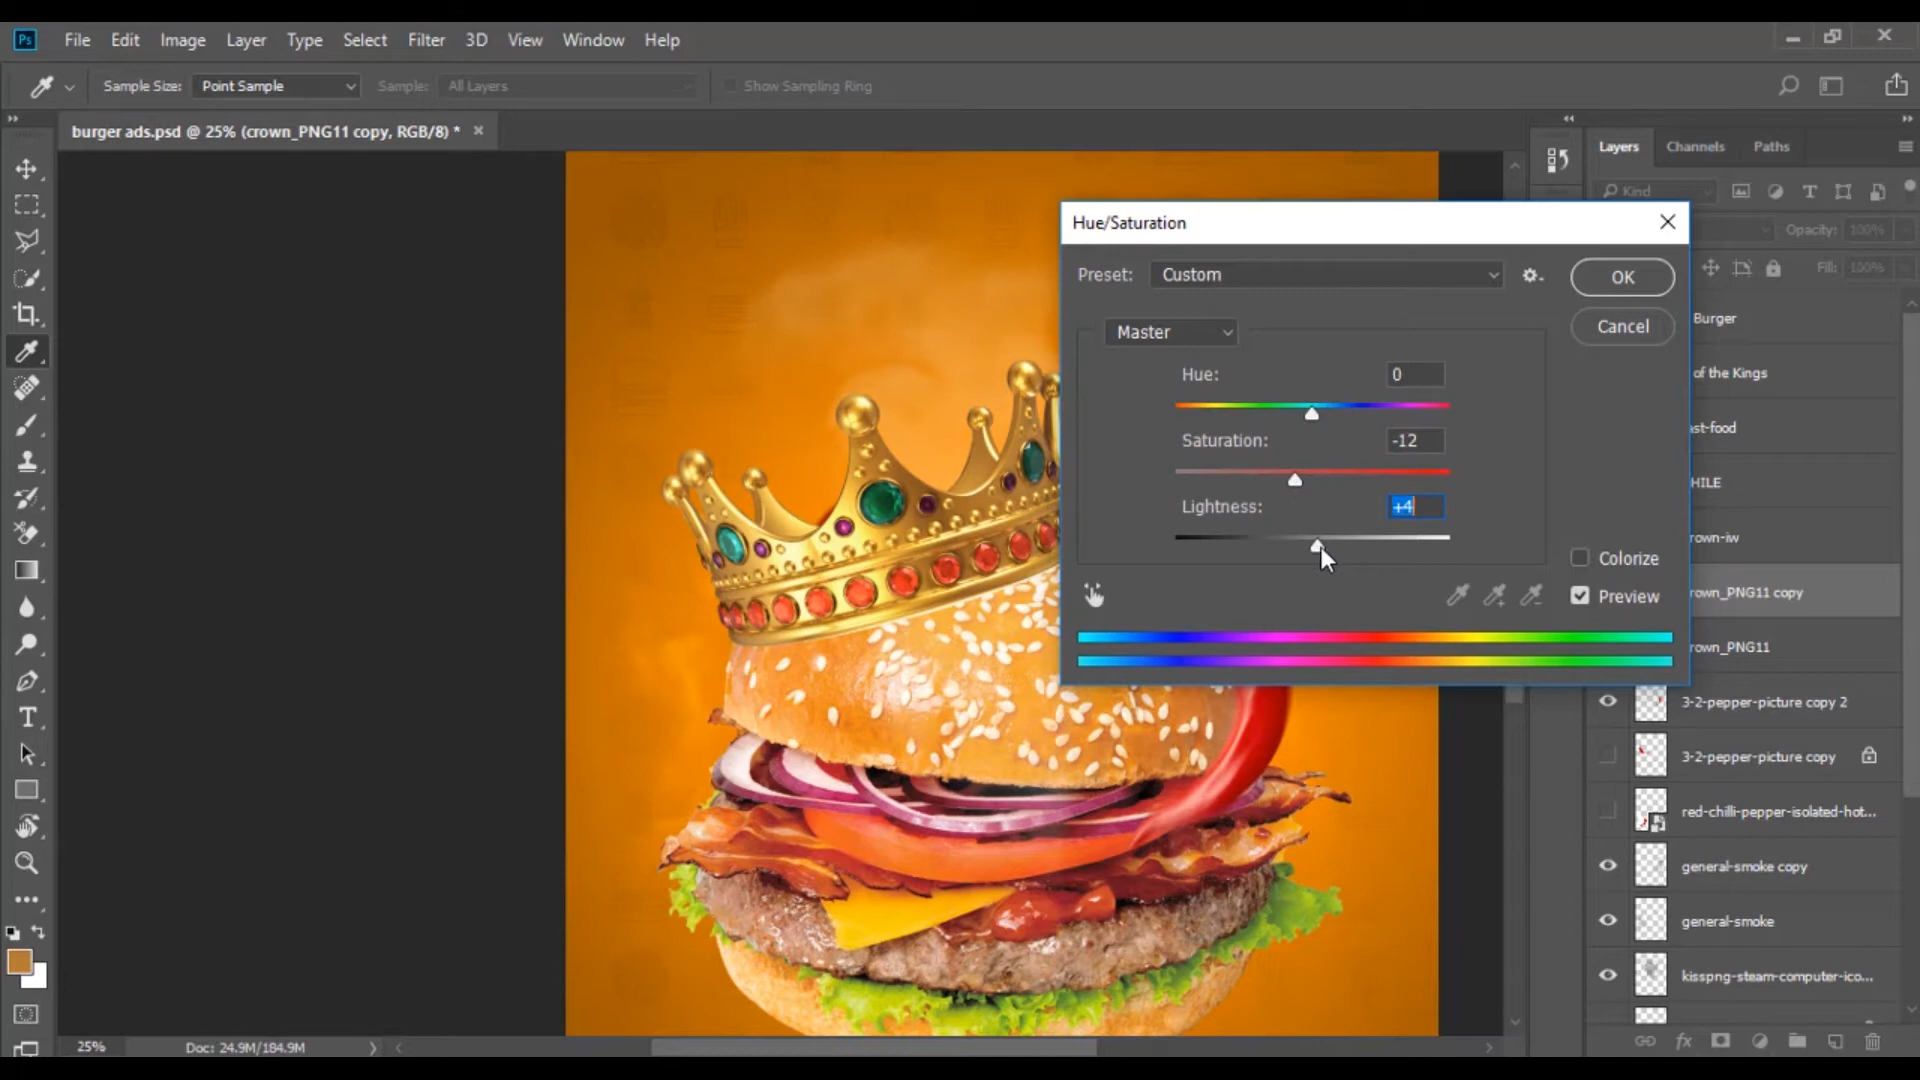 Ps File Edit Image Layer Type Select Filter 3D View Window Help
Sample Size: Point Sample Sample: All Layers Show Sampling Ring
burger ads.psd @ 25% (crown_PNG11 copy, RGB/8) *
Layers Channels Paths
Kind
Opacity: 100%
Fill: 100%
Hue/Saturation
Preset: Custom
OK
Cancel
Master
Hue: 0
Saturation: -12
Lightness: +4
Colorize
Preview
Burger
of the Kings
ast-food
HILE
rown-iw
rown_PNG11 copy
rown_PNG11
3-2-pepper-picture copy 2
3-2-pepper-picture copy
red-chilli-pepper-isolated-hot...
general-smoke copy
general-smoke
kisspng-steam-computer-ico...
fx
T
25% Doc: 24.9M/184.9M